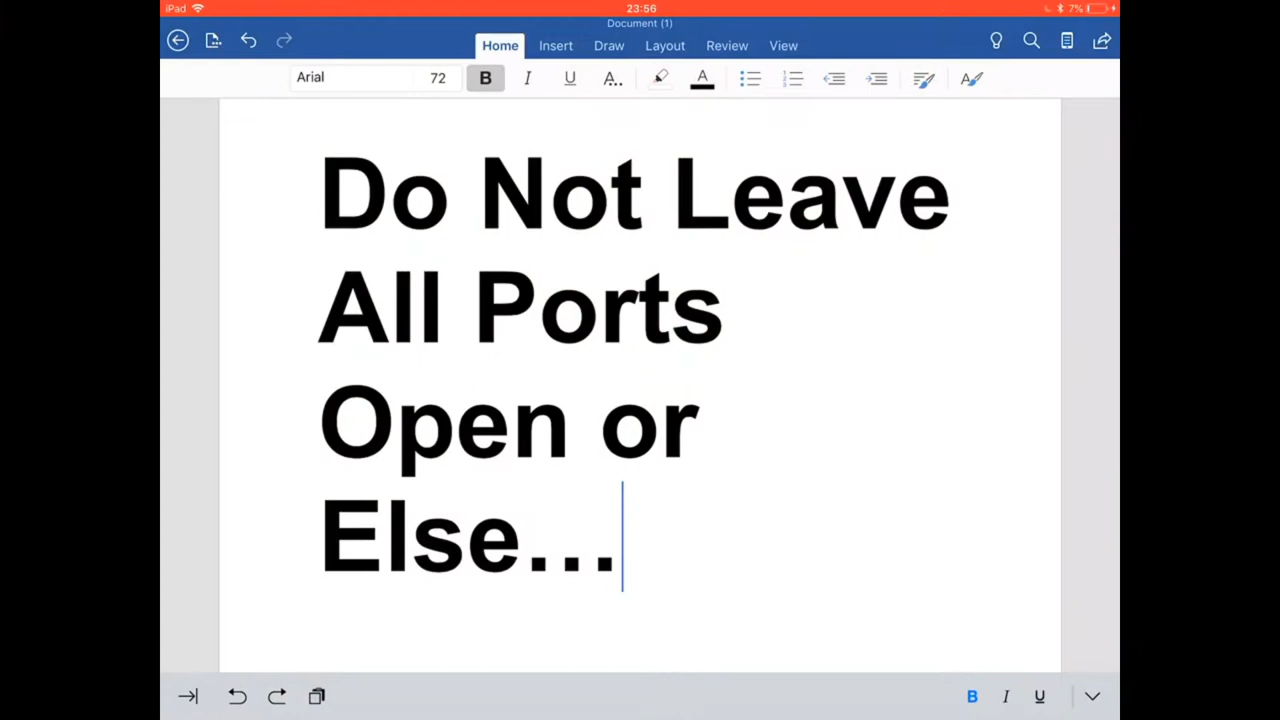 iPad 23:56 7%
Document (1)
Home Insert Draw Layout Review View
Arial 72 B I U A.. A
Do Not Leave
All Ports
Open or
Else...
B I U